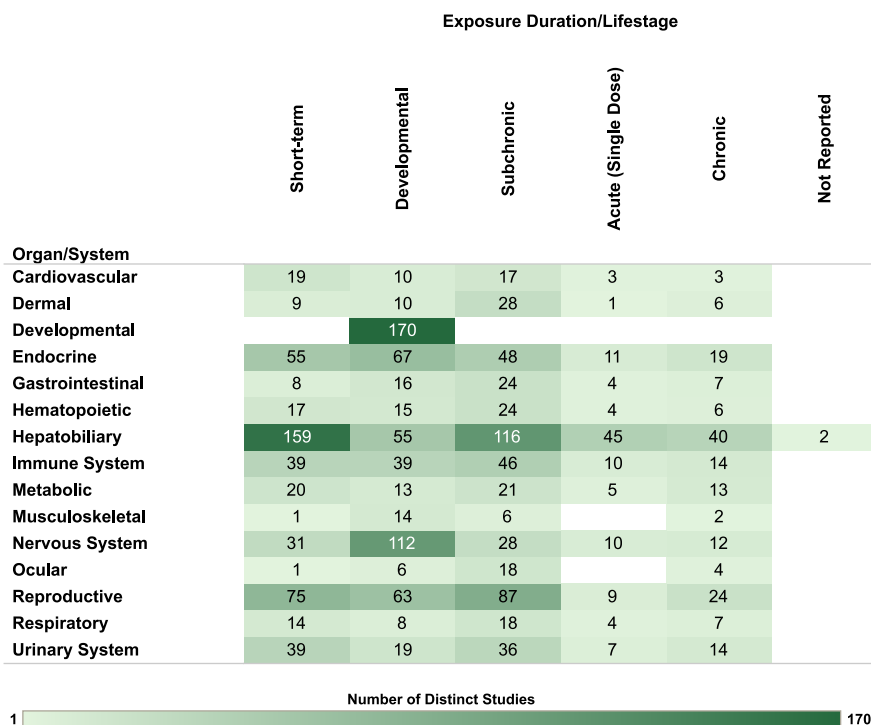 Exposure Duration/Lifestage
Short-term Developmental Subchronic Acute (Single Dose) Chronic Not Reported
Organ/System
Cardiovascular 19 10 17 3 3
Dermal 9 10 28 1 6
Developmental 170
Endocrine 55 67 48 11 19
Gastrointestinal 8 16 24 4 7
Hematopoietic 17 15 24 4 6
Hepatobiliary 159 55 116 45 40 2
Immune System 39 39 46 10 14
Metabolic 20 13 21 5 13
Musculoskeletal 1 14 6 2
Nervous System 31 112 28 10 12
Ocular 1 6 18 4
Reproductive 75 63 87 9 24
Respiratory 14 8 18 4 7
Urinary System 39 19 36 7 14
Number of Distinct Studies
1 170